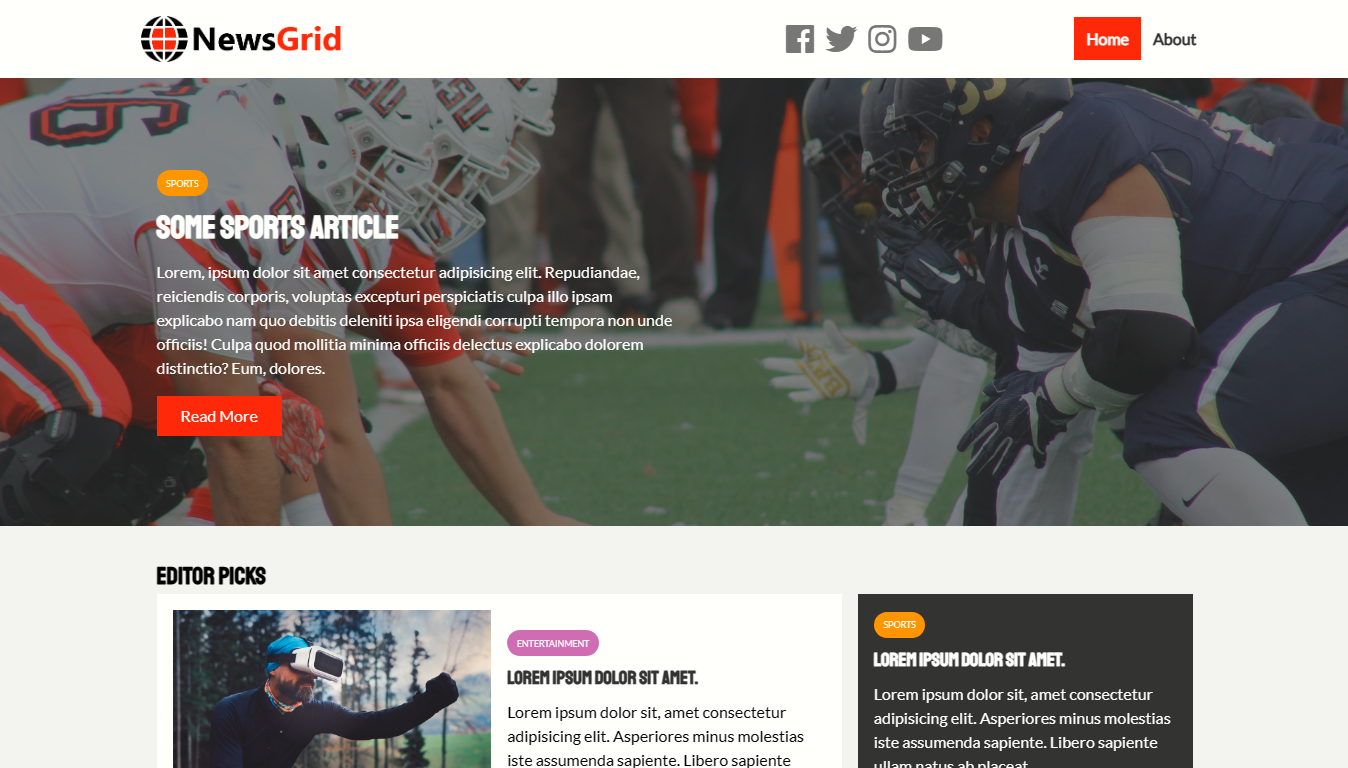 NewsGrid
Home
About
SPORTS
SOME SPORTS ARTICLE
Lorem, ipsum dolor sit amet consectetur adipisicing elit. Repudiandae,
reiciendis corporis, voluptas excepturi perspiciatis culpa illo ipsam
explicabo nam quo debitis deleniti ipsa eligendi corrupti tempora non unde
officiis! Culpa quod mollitia minima officiis delectus explicabo dolorem
distinctio? Eum, dolores.
Read More
EDITOR PICKS
ENTERTAINMENT
LOREM IPSUM DOLOR SIT AMET.
Lorem ipsum dolor sit, amet consectetur
adipisicing elit. Asperiores minus molestias
iste assumenda sapiente. Libero sapiente
SPORTS
LOREM IPSUM DOLOR SIT AMET.
Lorem ipsum dolor sit, amet consectetur
adipisicing elit. Asperiores minus molestias
iste assumenda sapiente. Libero sapiente
ullam natus ab placeat